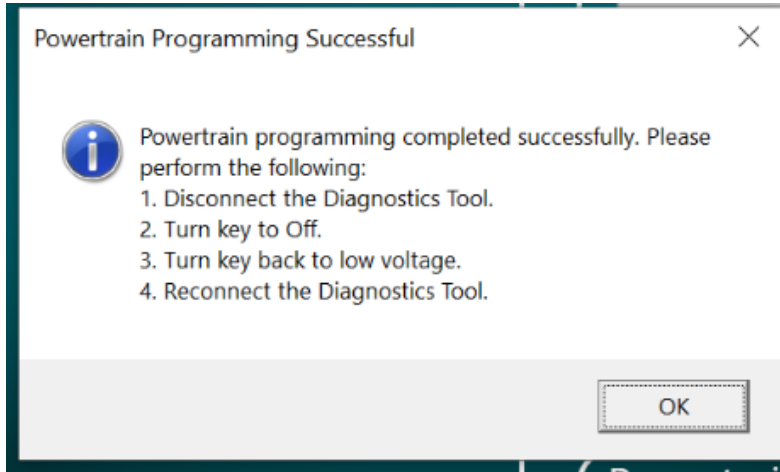 Powertrain Programming Successful
Powertrain programming completed successfully. Please
perform the following:
1. Disconnect the Diagnostics Tool.
2. Turn key to Off.
3. Turn key back to low voltage.
4. Reconnect the Diagnostics Tool.
OK